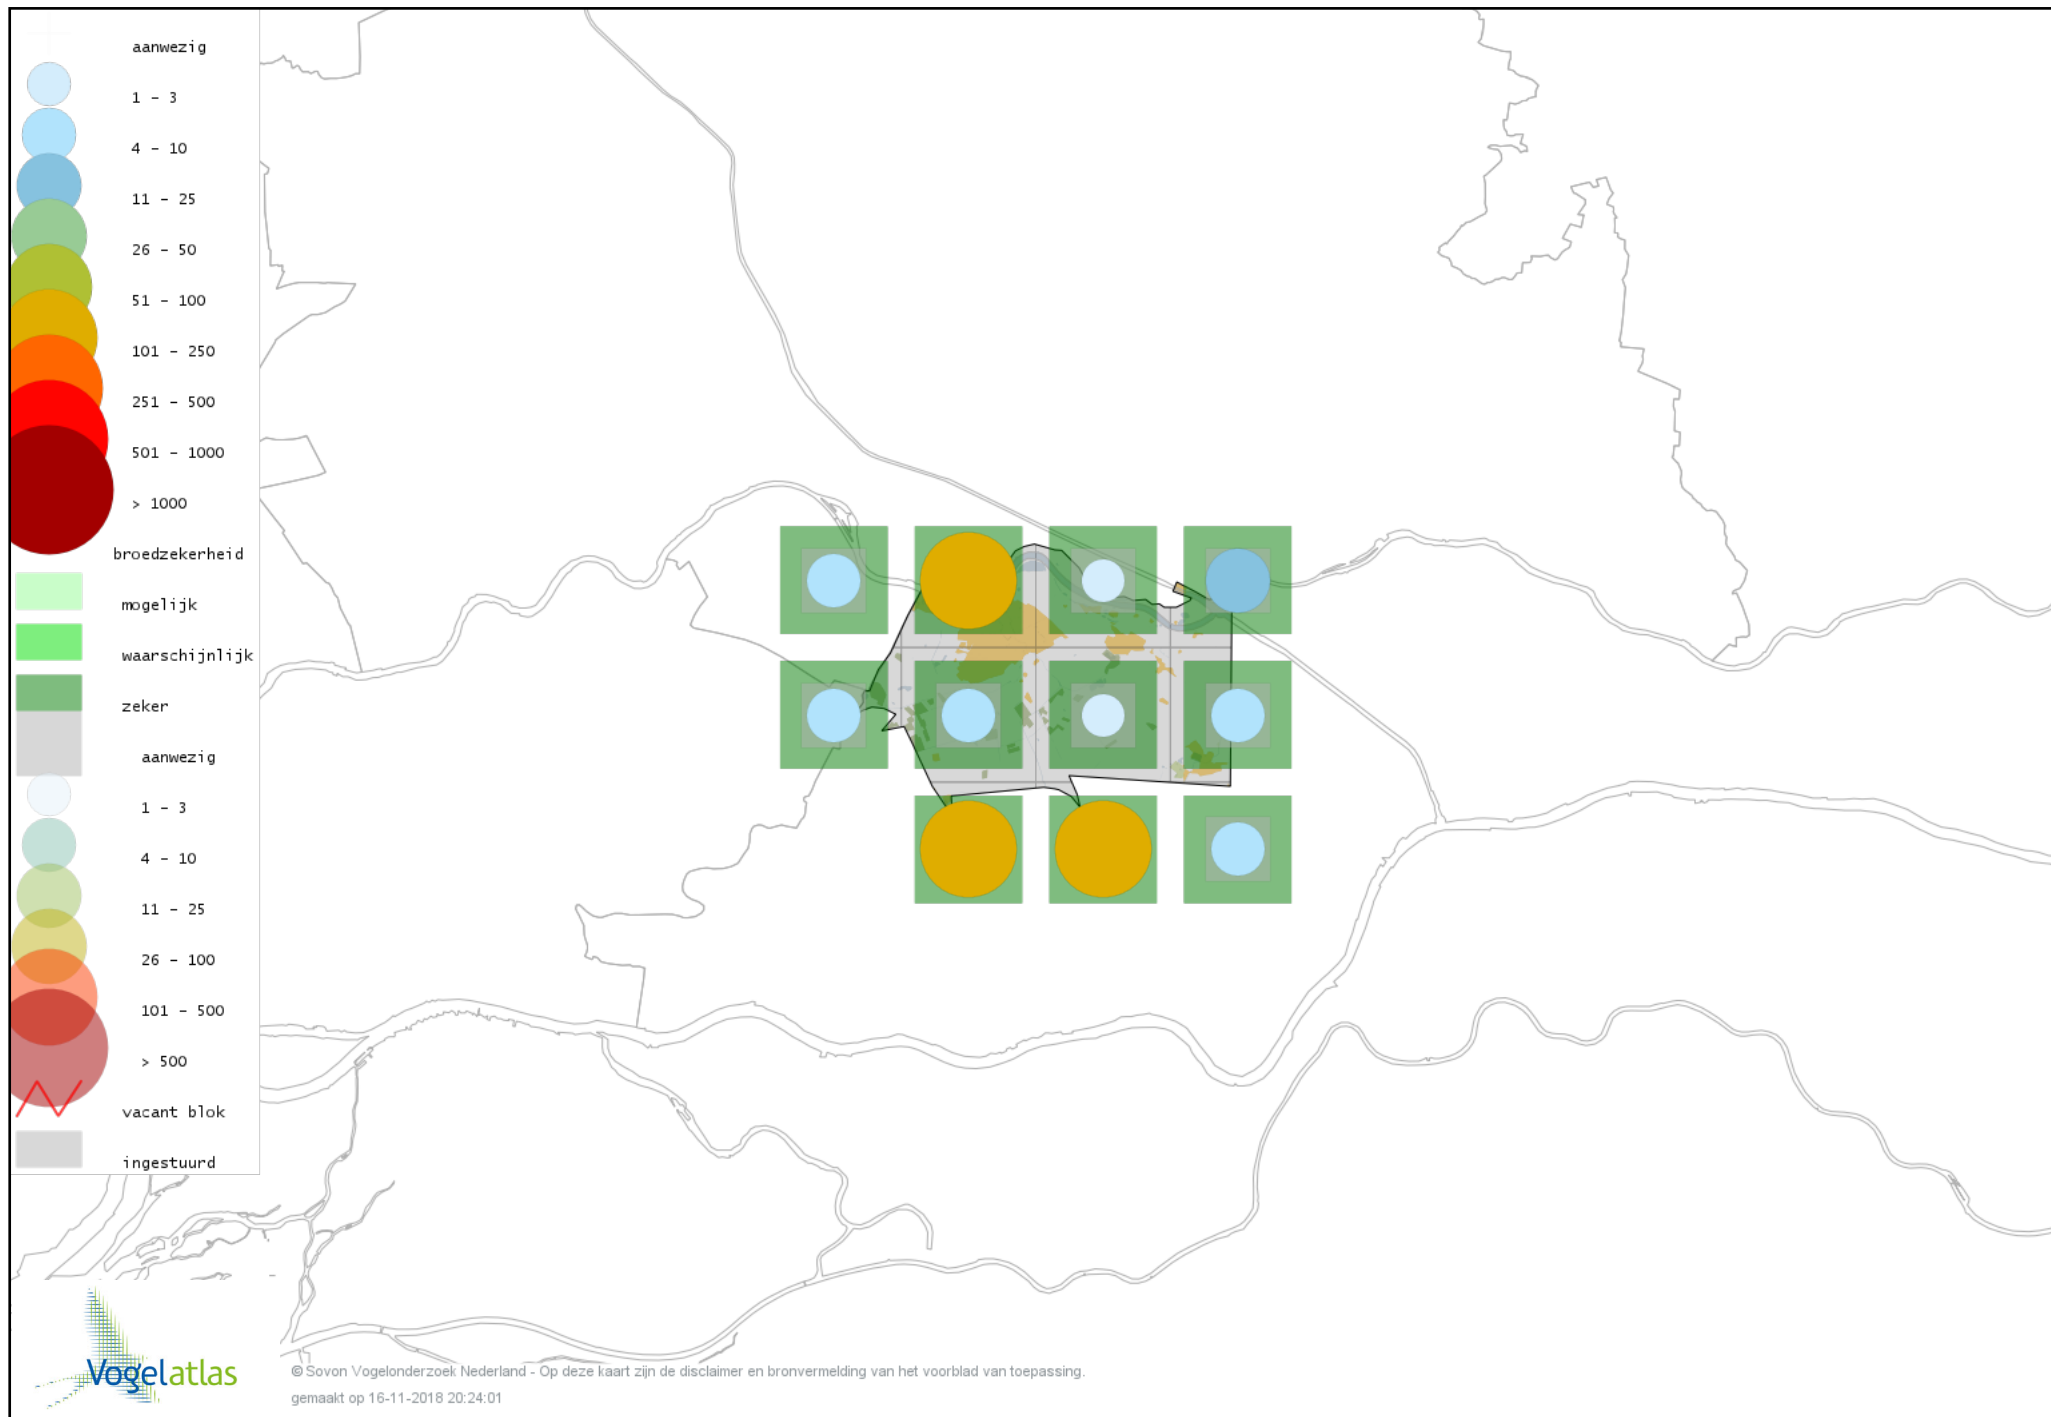 aanwezig
1 - 3
4 - 10
11 - 25
26 - 50
51 - 100
101 - 250
251 - 500
501 - 1000
> 1000
broedzekerheid
mogelijk
waarschijnlijk
zeker
aanwezig
1 - 3
4 - 10
11 - 25
26 - 100
101 - 500
> 500
vacant blok
ingestuurd
Vogelatlas
© Sovon Vogelonderzoek Nederland - Op deze kaart zijn de disclaimer en bronvermelding van het voorblad van toepassing.
gemaakt op 16-11-2018 20:24:01